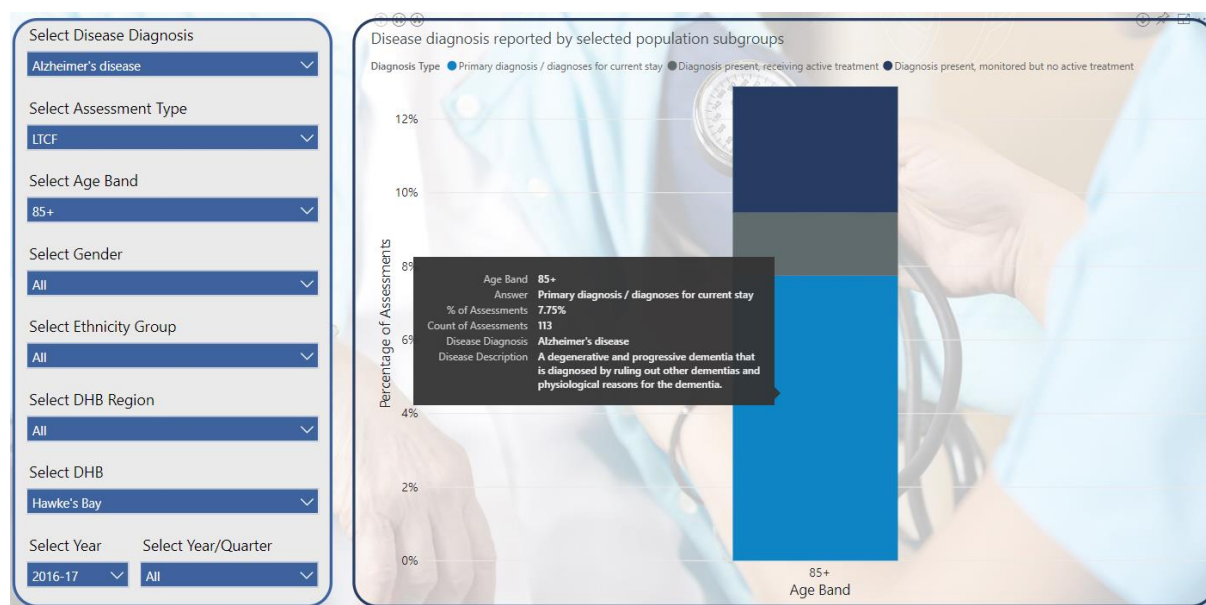 Select Disease Diagnosis
Alzheimer's disease
Select Assessment Type
LTCF
Select Age Band
85+
Select Gender
All
Select Ethnicity Group
All
Select DHB Region
All
Select DHB
Hawke's Bay
Select Year Select Year/Quarter
2016-17 All
Disease diagnosis reported by selected population subgroups
Diagnosis Type Primary diagnosis / diagnoses for current stay Diagnosis present, receiving active treatment Diagnosis present, monitored but no active treatment
Percentage of Assessments
12%
10%
8%
6%
4%
2%
0%
Age Band 85+
Answer Primary diagnosis / diagnoses for current stay
% of Assessments 7.75%
Count of Assessments 113
Disease Diagnosis Alzheimer's disease
Disease Description A degenerative and progressive dementia that
is diagnosed by ruling out other dementias and
physiological reasons for the dementia.
85+
Age Band